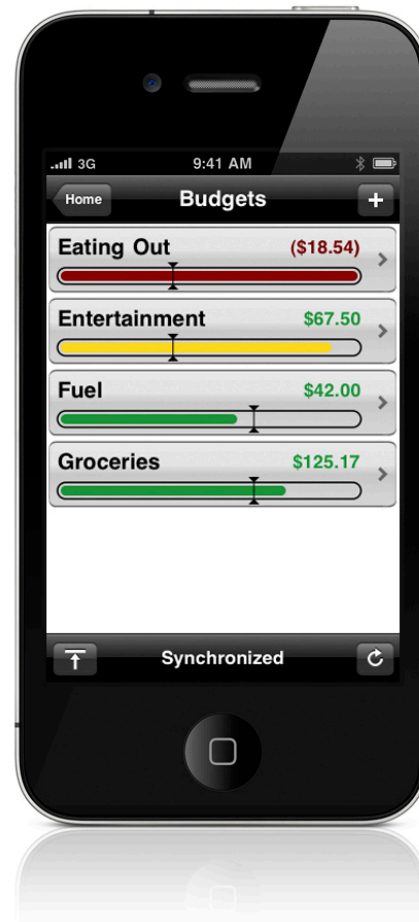 3G 9:41 AM
Home Budgets +
Eating Out ($18.54)
Entertainment $67.50
Fuel $42.00
Groceries $125.17
Synchronized